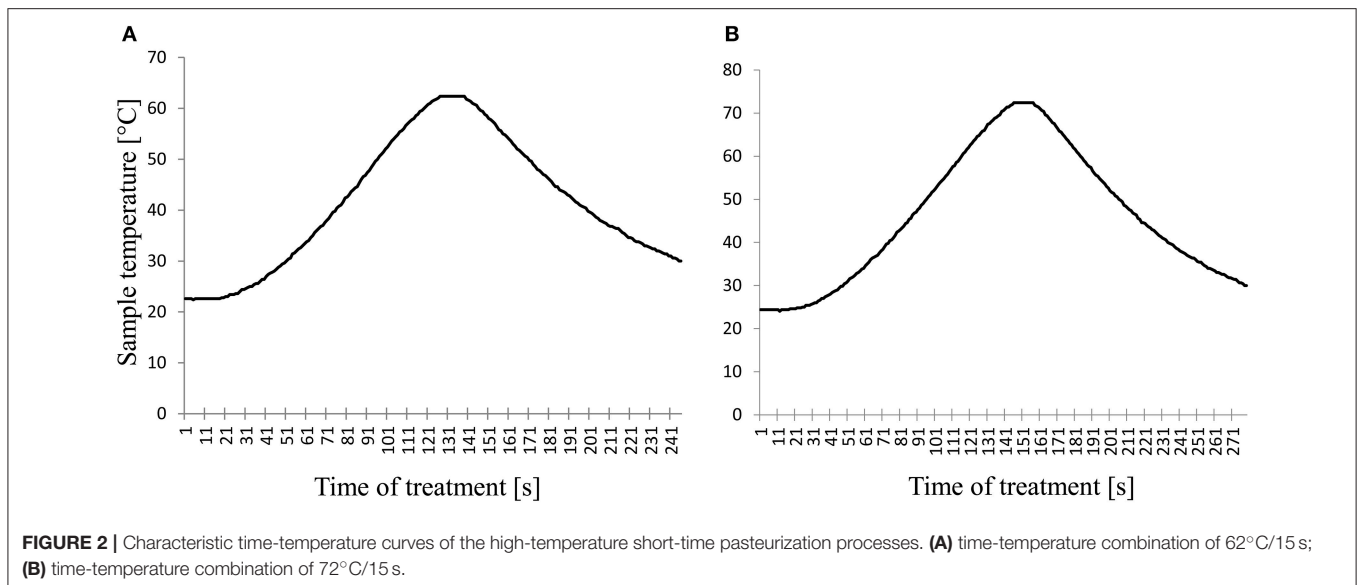 A
70
60
50
40
30
20
10
0
Sample temperature [°C]
1 11 21 31 41 51 61 71 81 91 101 111 121 131 141 151 161 171 181 191 201 211 221 231 241
Time of treatment [s]
B
80
70
60
50
40
30
20
10
0
1 11 21 31 41 51 61 71 81 91 101 111 121 131 141 151 161 171 181 191 201 211 221 231 241 251 261 271
Time of treatment [s]
FIGURE 2 | Characteristic time-temperature curves of the high-temperature short-time pasteurization processes. (A) time-temperature combination of 62°C/15 s;
(B) time-temperature combination of 72°C/15 s.